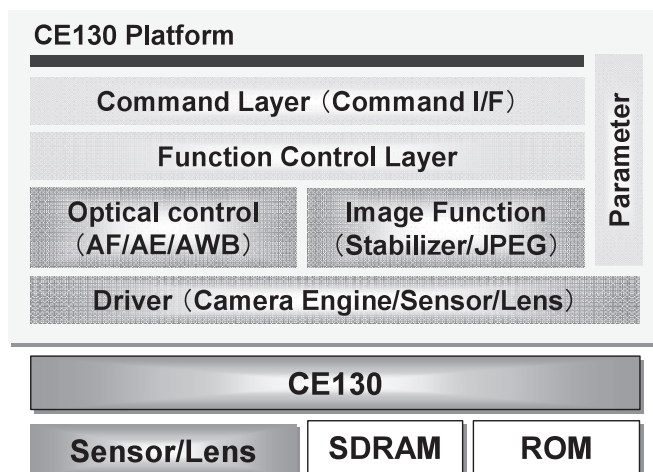 CE130 Platform
Command Layer（Command I/F）
Function Control Layer
Parameter
Optical control
（AF/AE/AWB）
Image Function
（Stabilizer/JPEG）
Driver（Camera Engine/Sensor/Lens）
CE130
Sensor/Lens
SDRAM
ROM